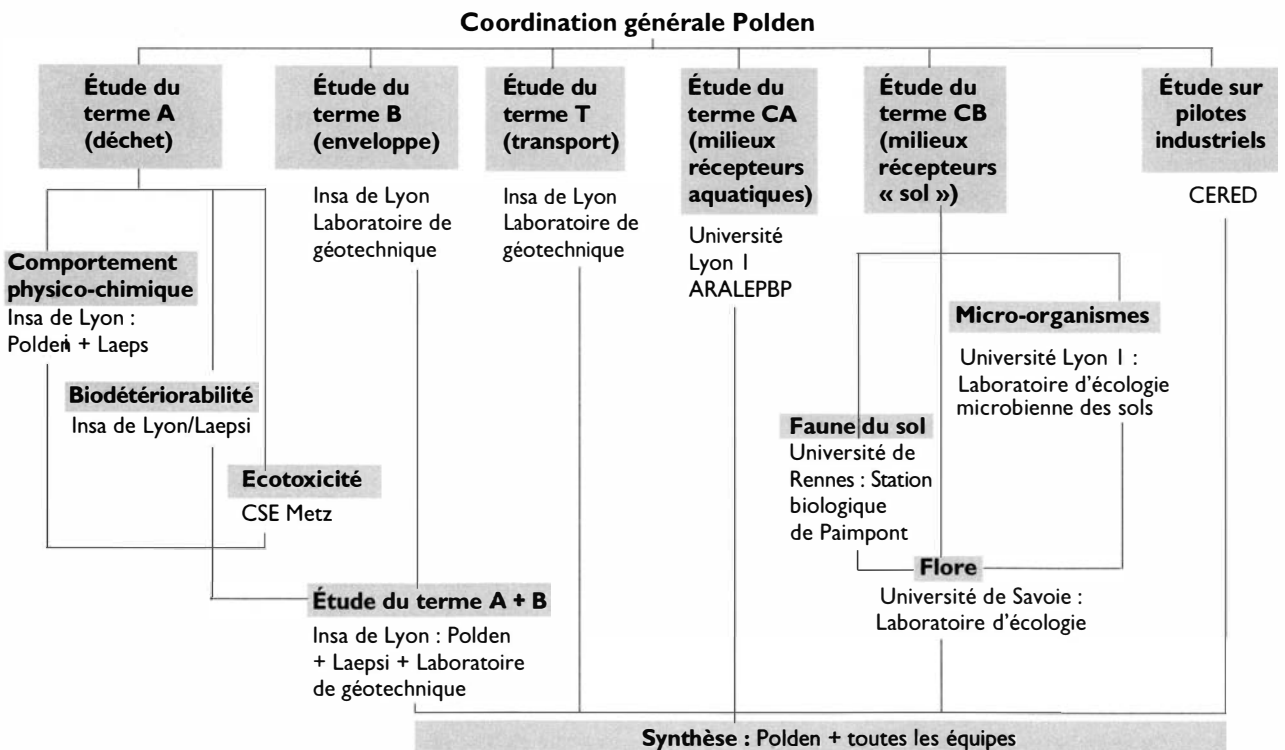 Coordination générale Polden
Étude du
terme A
(déchet)
Étude du
terme B
(enveloppe)
Étude du
terme T
(transport)
Étude du
terme CA
(milieux
récepteurs
aquatiques)
Étude du
terme CB
(milieux
récepteurs
« sol »)
Étude sur
pilotes
industriels
Insa de Lyon
Laboratoire de
géotechnique
Insa de Lyon
Laboratoire de
géotechnique
Université
Lyon 1
ARALEPBP
CERED
Comportement
physico-chimique
Insa de Lyon :
Polden + Laeps
Biodétériorabilité
Insa de Lyon/Laepsi
Ecotoxicité
CSE Metz
Micro-organismes
Université Lyon 1 :
Laboratoire d'écologie
microbienne des sols
Faune du sol
Université de
Rennes : Station
biologique
de Paimpont
Flore
Université de Savoie :
Laboratoire d'écologie
Étude du terme A + B
Insa de Lyon : Polden
+ Laepsi + Laboratoire
de géotechnique
Synthèse : Polden + toutes les équipes